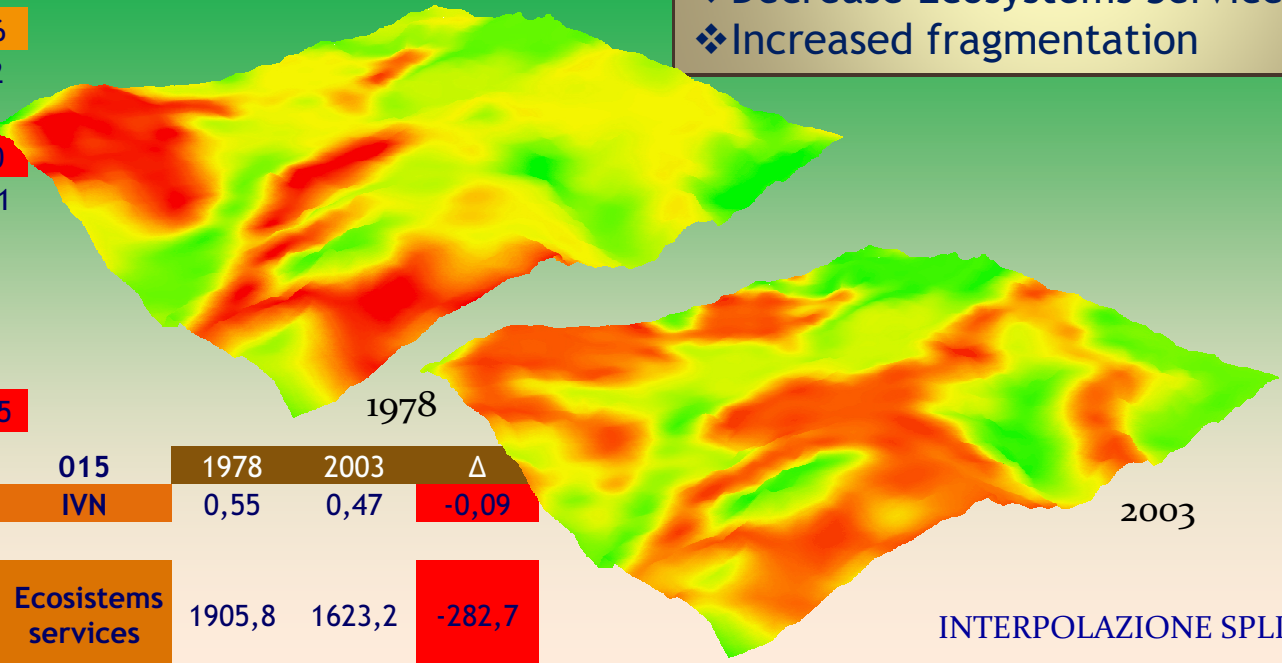 ❖Increased fragmentation
1978
015 1978 2003 Δ
IVN 0,55 0,47 -0,09
2003
Ecosistems
services
1905,8 1623,2 -282,7
INTERPOLAZIONE